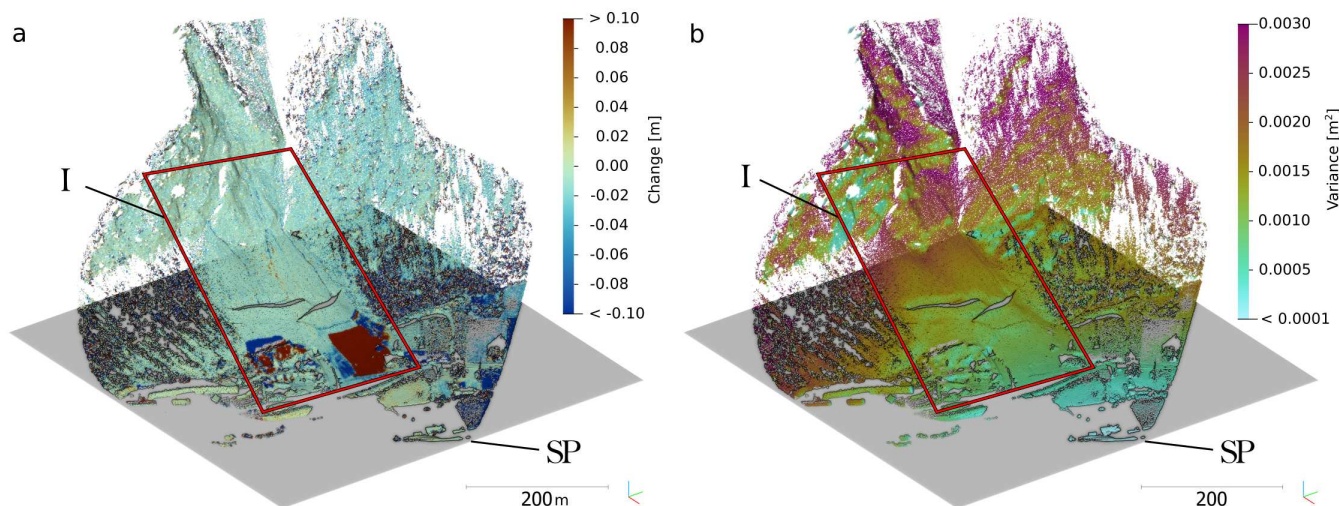 a
> 0.10
0.08
0.06
0.04
0.02
0.00
-0.02
-0.04
-0.06
-0.08
< -0.10
Change [m]
I
SP
200 m
b
0.0030
0.0025
0.0020
0.0015
0.0010
0.0005
< 0.0001
Variance [m²]
I
SP
200